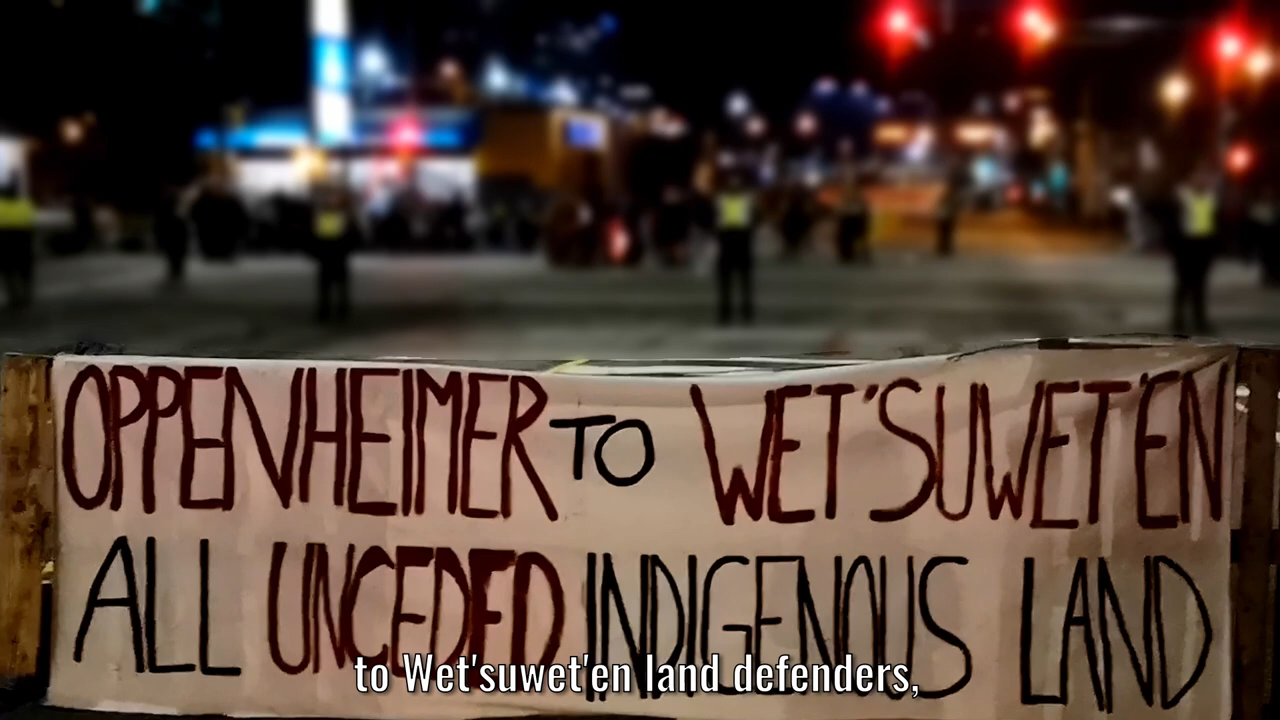 OPPENHEIMER TO WET'SUWET'EN
ALL UNCEDED INDIGENOUS LAND
to Wet'suwet'en land defenders,